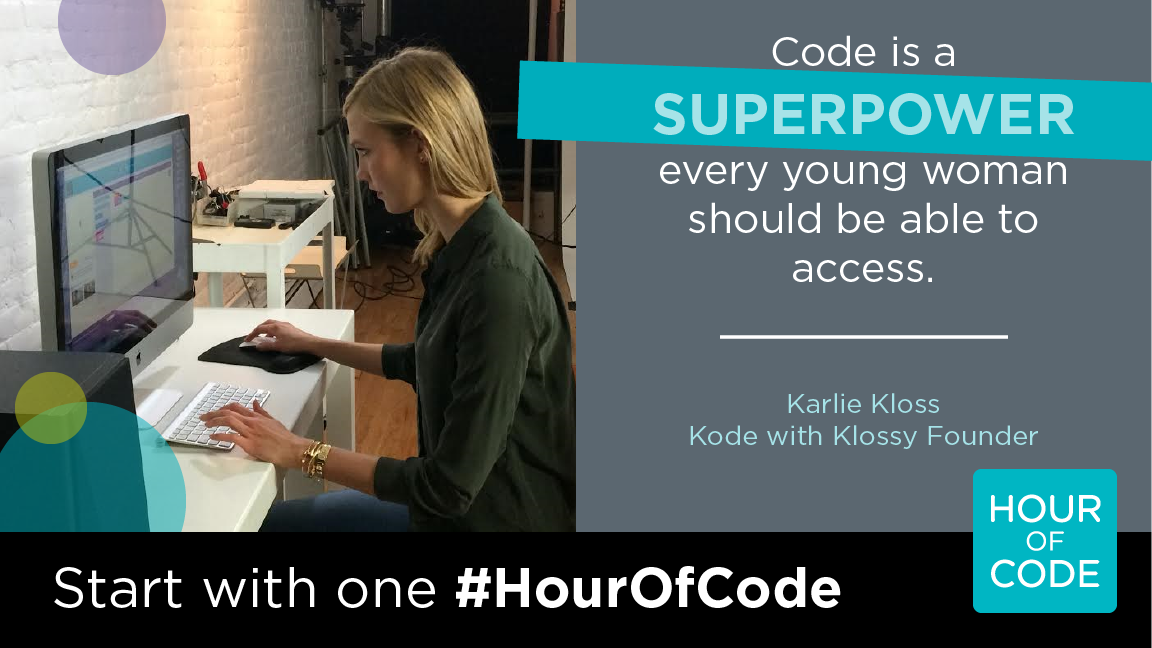 Code is a
SUPERPOWER
every young woman
should be able to
access.
Karlie Kloss
Kode with Klossy Founder
HOUR
OF
CODE
Start with one #HourOfCode